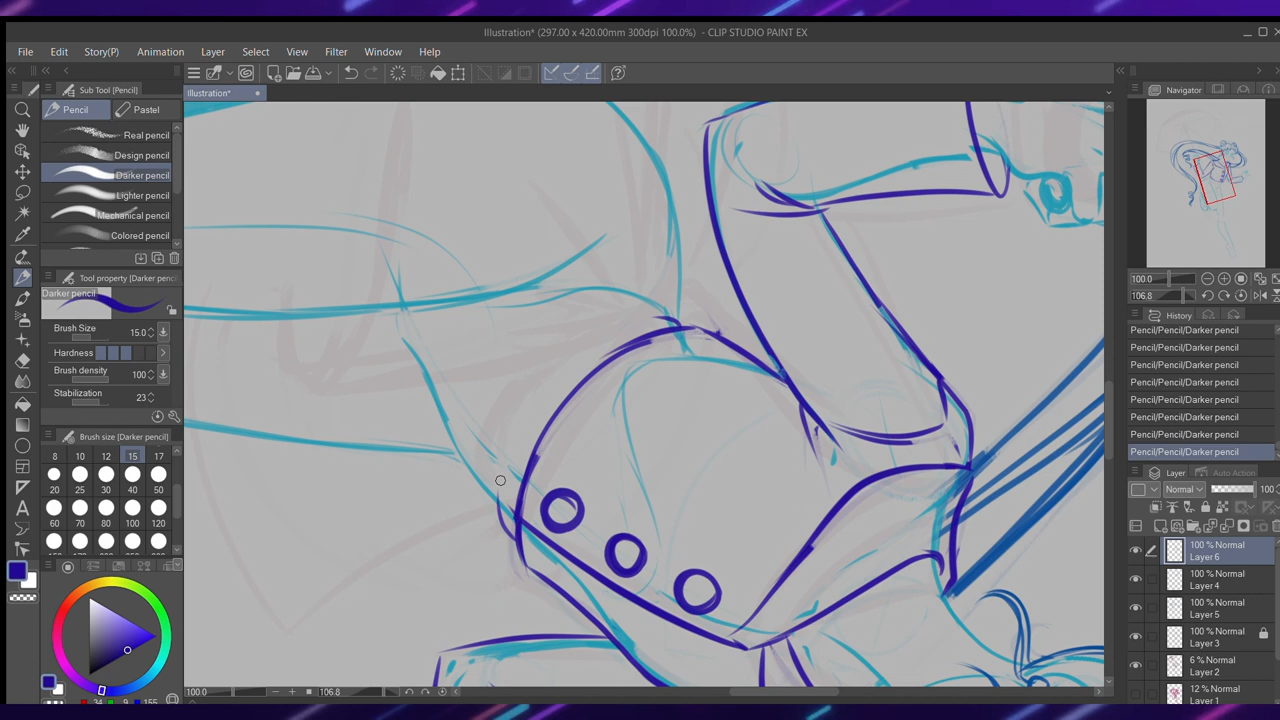 Illustration* (297.00 x 420.00mm 300dpi 100.0%) - CLIP STUDIO PAINT EX
File Edit Story(P) Animation Layer Select View Filter Window Help
Sub Tool [Pencil]
Pencil Pastel
Real pencil
Design pencil
Darker pencil
Lighter pencil
Mechanical pencil
Colored pencil
Tool property [Darker penc
Darker pencil
Brush Size 15.0
Hardness
Brush density 100
Stabilization 23
Brush size [Darker pencil]
8 10 12 15 17
20 25 30 40 50
60 70 80 100 120
Illustration*
100.0 106.8
Navigator
100.0
106.8
History
Pencil/Pencil/Darker pencil
Pencil/Pencil/Darker pencil
Pencil/Pencil/Darker pencil
Pencil/Pencil/Darker pencil
Pencil/Pencil/Darker pencil
Pencil/Pencil/Darker pencil
Pencil/Pencil/Darker pencil
Pencil/Pencil/Darker pencil
Layer Auto Action
Normal 100
100 % Normal
Layer 6
100 % Normal
Layer 4
100 % Normal
Layer 5
100 % Normal
Layer 3
6 % Normal
Layer 2
12 % Normal
Layer 1